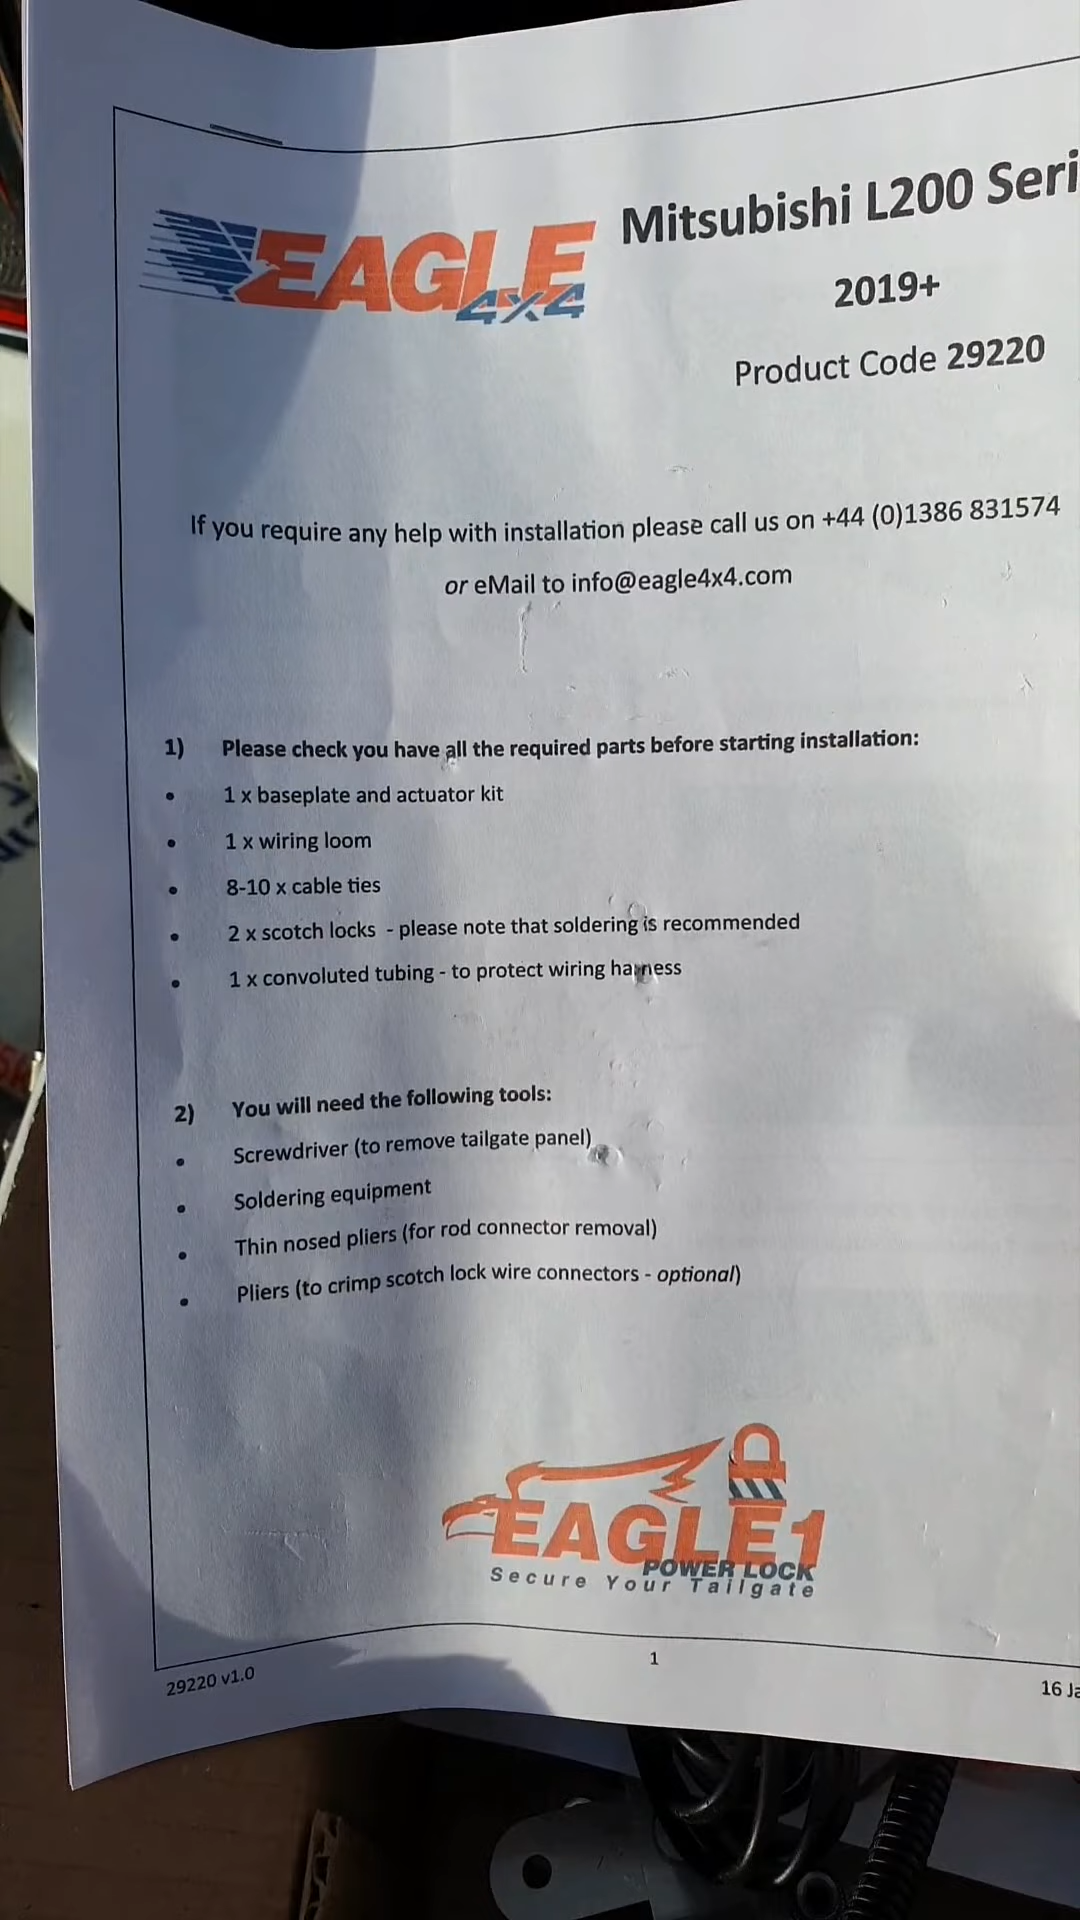 EAGLE
4x4
Mitsubishi L200 Seri
2019+
Product Code 29220
If you require any help with installation please call us on +44 (0)1386 831574
or eMail to info@eagle4x4.com
1) Please check you have all the required parts before starting installation:
• 1 x baseplate and actuator kit
• 1 x wiring loom
• 8-10 x cable ties
• 2 x scotch locks - please note that soldering is recommended
• 1 x convoluted tubing - to protect wiring harness
2) You will need the following tools:
• Screwdriver (to remove tailgate panel)
• Soldering equipment
• Thin nosed pliers (for rod connector removal)
• Pliers (to crimp scotch lock wire connectors - optional)
EAGLE1
POWER LOCK
Secure Your Tailgate
29220 v1.0
1
16 Ja